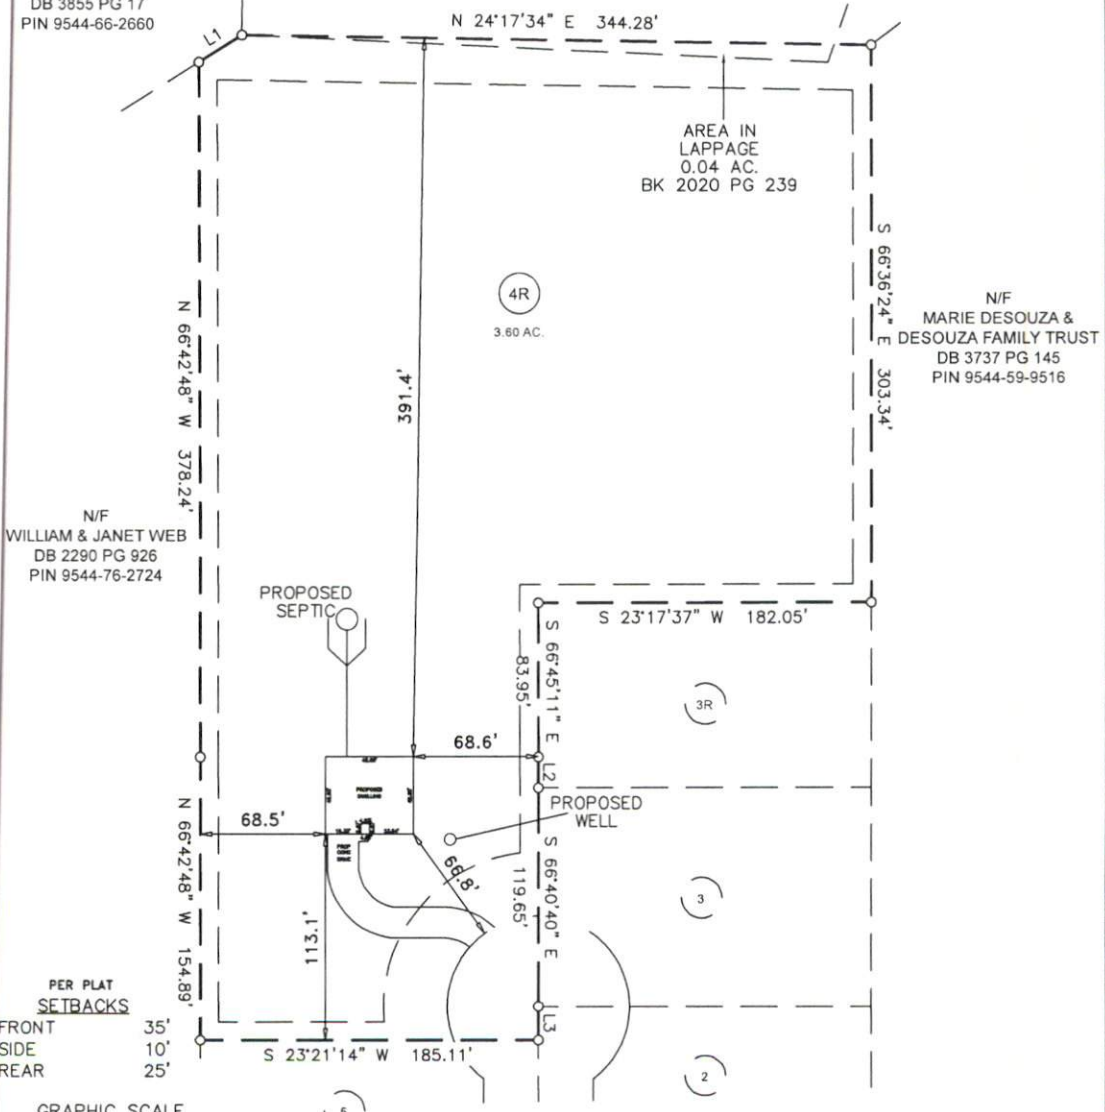 DB 3855 PG 17
PIN 9544-66-2660
L1
N 24°17'34" E 344.28'
AREA IN
LAPPAGE
0.04 AC.
BK 2020 PG 239
4R
3.60 AC.
391.4'
N 66°42'48" W 378.24'
S 66°36'24" E 303.34'
N/F
MARIE DESOUZA &
DESOUZA FAMILY TRUST
DB 3737 PG 145
PIN 9544-59-9516
N/F
WILLIAM & JANET WEB
DB 2290 PG 926
PIN 9544-76-2724
PROPOSED
SEPTIC
S 23°17'37" W 182.05'
S 66°45'11" E
83.95'
3R
68.6'
L2
PROPOSED
DWELLING
PROPOSED
WELL
68.5'
PROP
CONC
DRIVE
66.8'
N 66°42'48" W 154.89'
S 66°40'40" E
119.65'
3
113.1'
PER PLAT
SETBACKS
FRONT 35'
SIDE 10'
REAR 25'
L3
S 23°21'14" W 185.11'
2
GRAPHIC SCALE